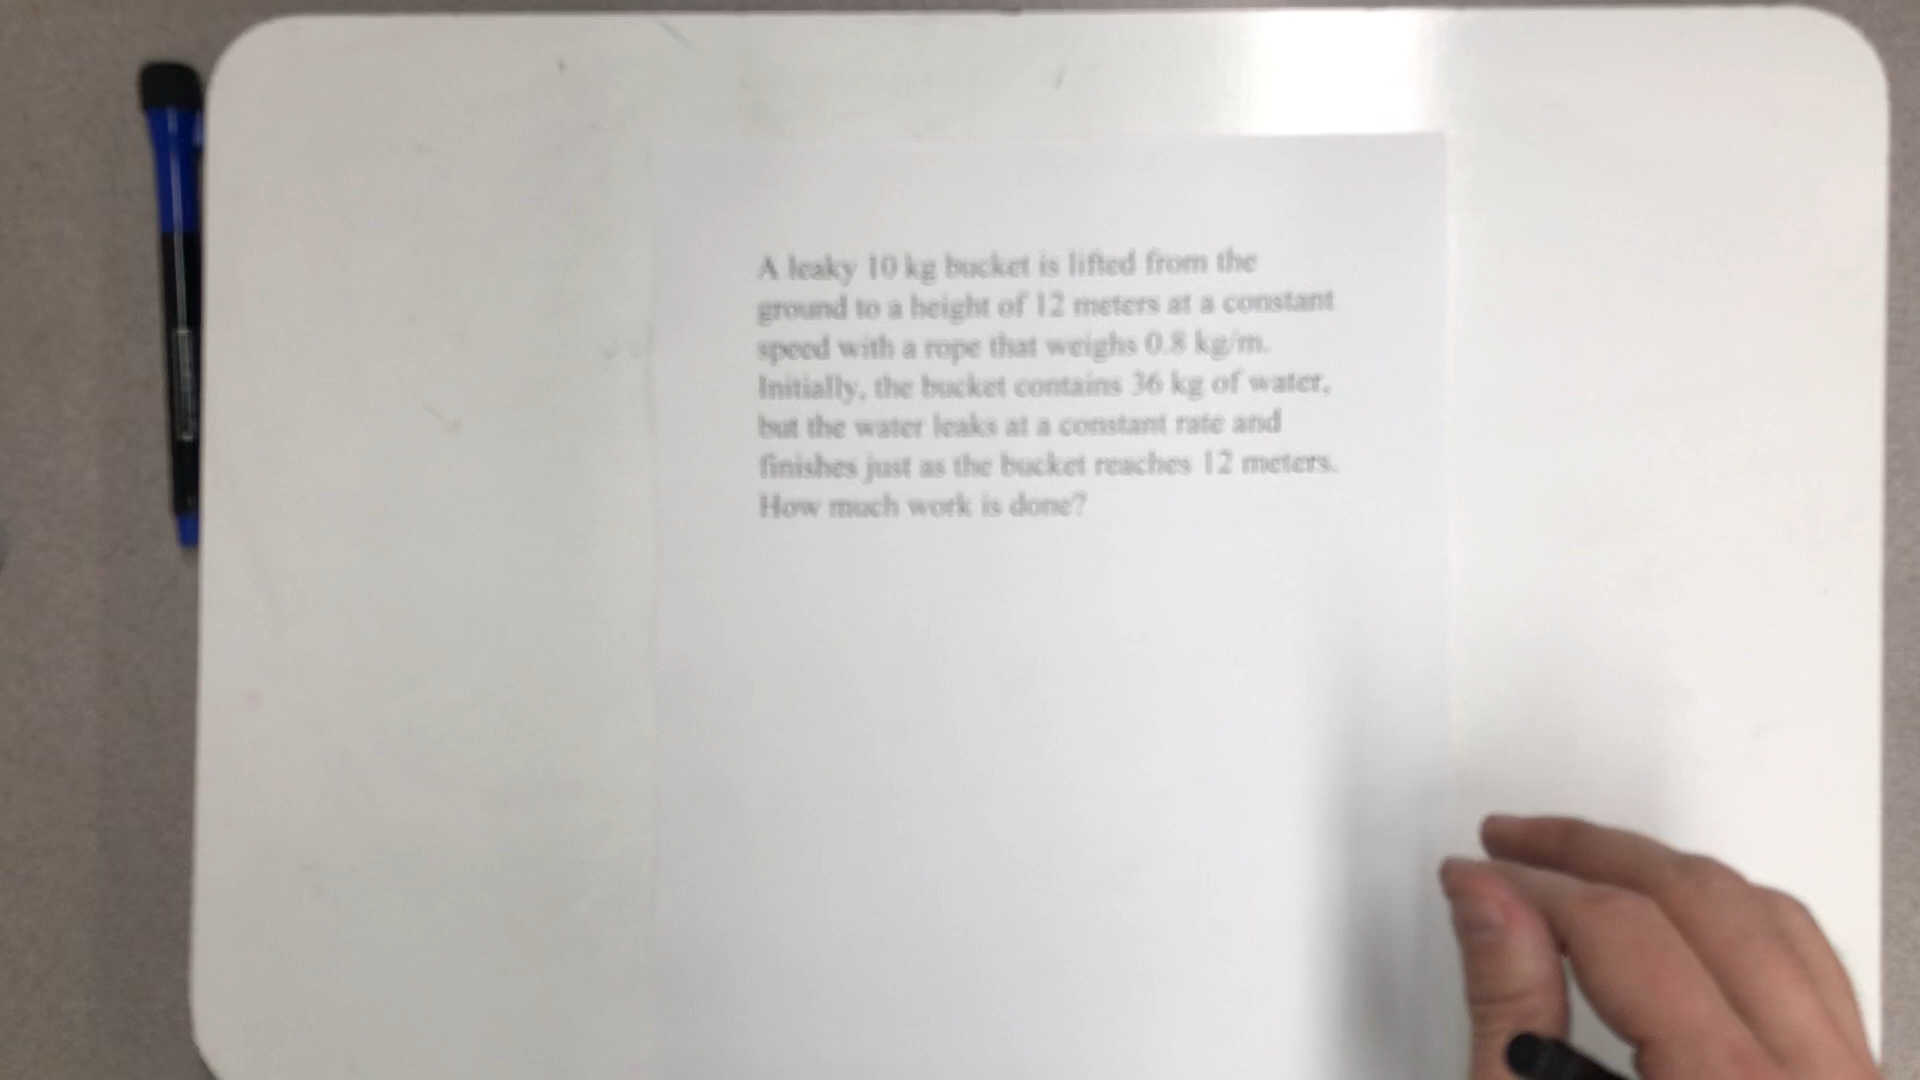 A leaky 10 kg bucket is lifted from the
ground to a height of 12 meters at a constant
speed with a rope that weighs 0.8 kg/m.
Initially, the bucket contains 36 kg of water,
but the water leaks at a constant rate and
finishes just as the bucket reaches 12 meters.
How much work is done?